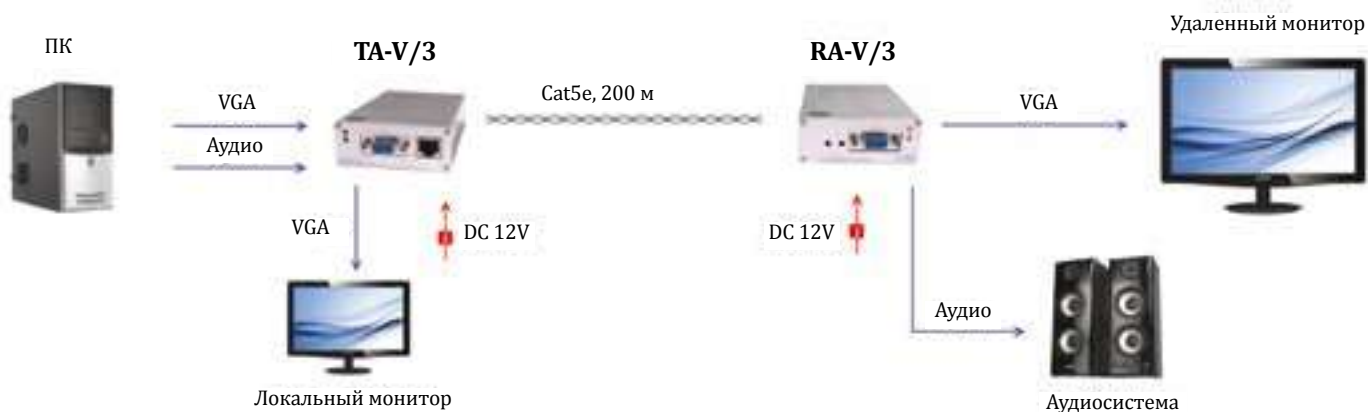 Удаленный монитор
ПК
TA-V/3
RA-V/3
VGA
Cat5e, 200 м
VGA
Аудио
VGA
DC 12V
DC 12V
Аудио
Локальный монитор
Аудиосистема